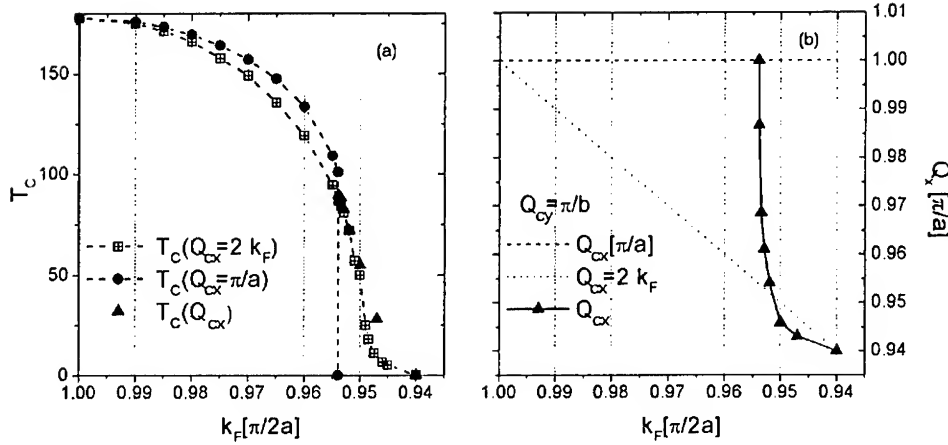 (a)
T_C
150
100
50
0
T_C(Q_cx=2 k_F)
T_C(Q_cx=π/a)
T_C(Q_cx)
1.00 0.99 0.98 0.97 0.96 0.95 0.94
k_F[π/2a]
(b)
Q_cy=π/b
Q_cx[π/a]
Q_cx=2 k_F
Q_cx
1.01
1.00
0.99
0.98
0.97
0.96
0.95
0.94
Q_x [π/a]
1.00 0.99 0.98 0.97 0.96 0.95 0.94
k_F[π/2a]